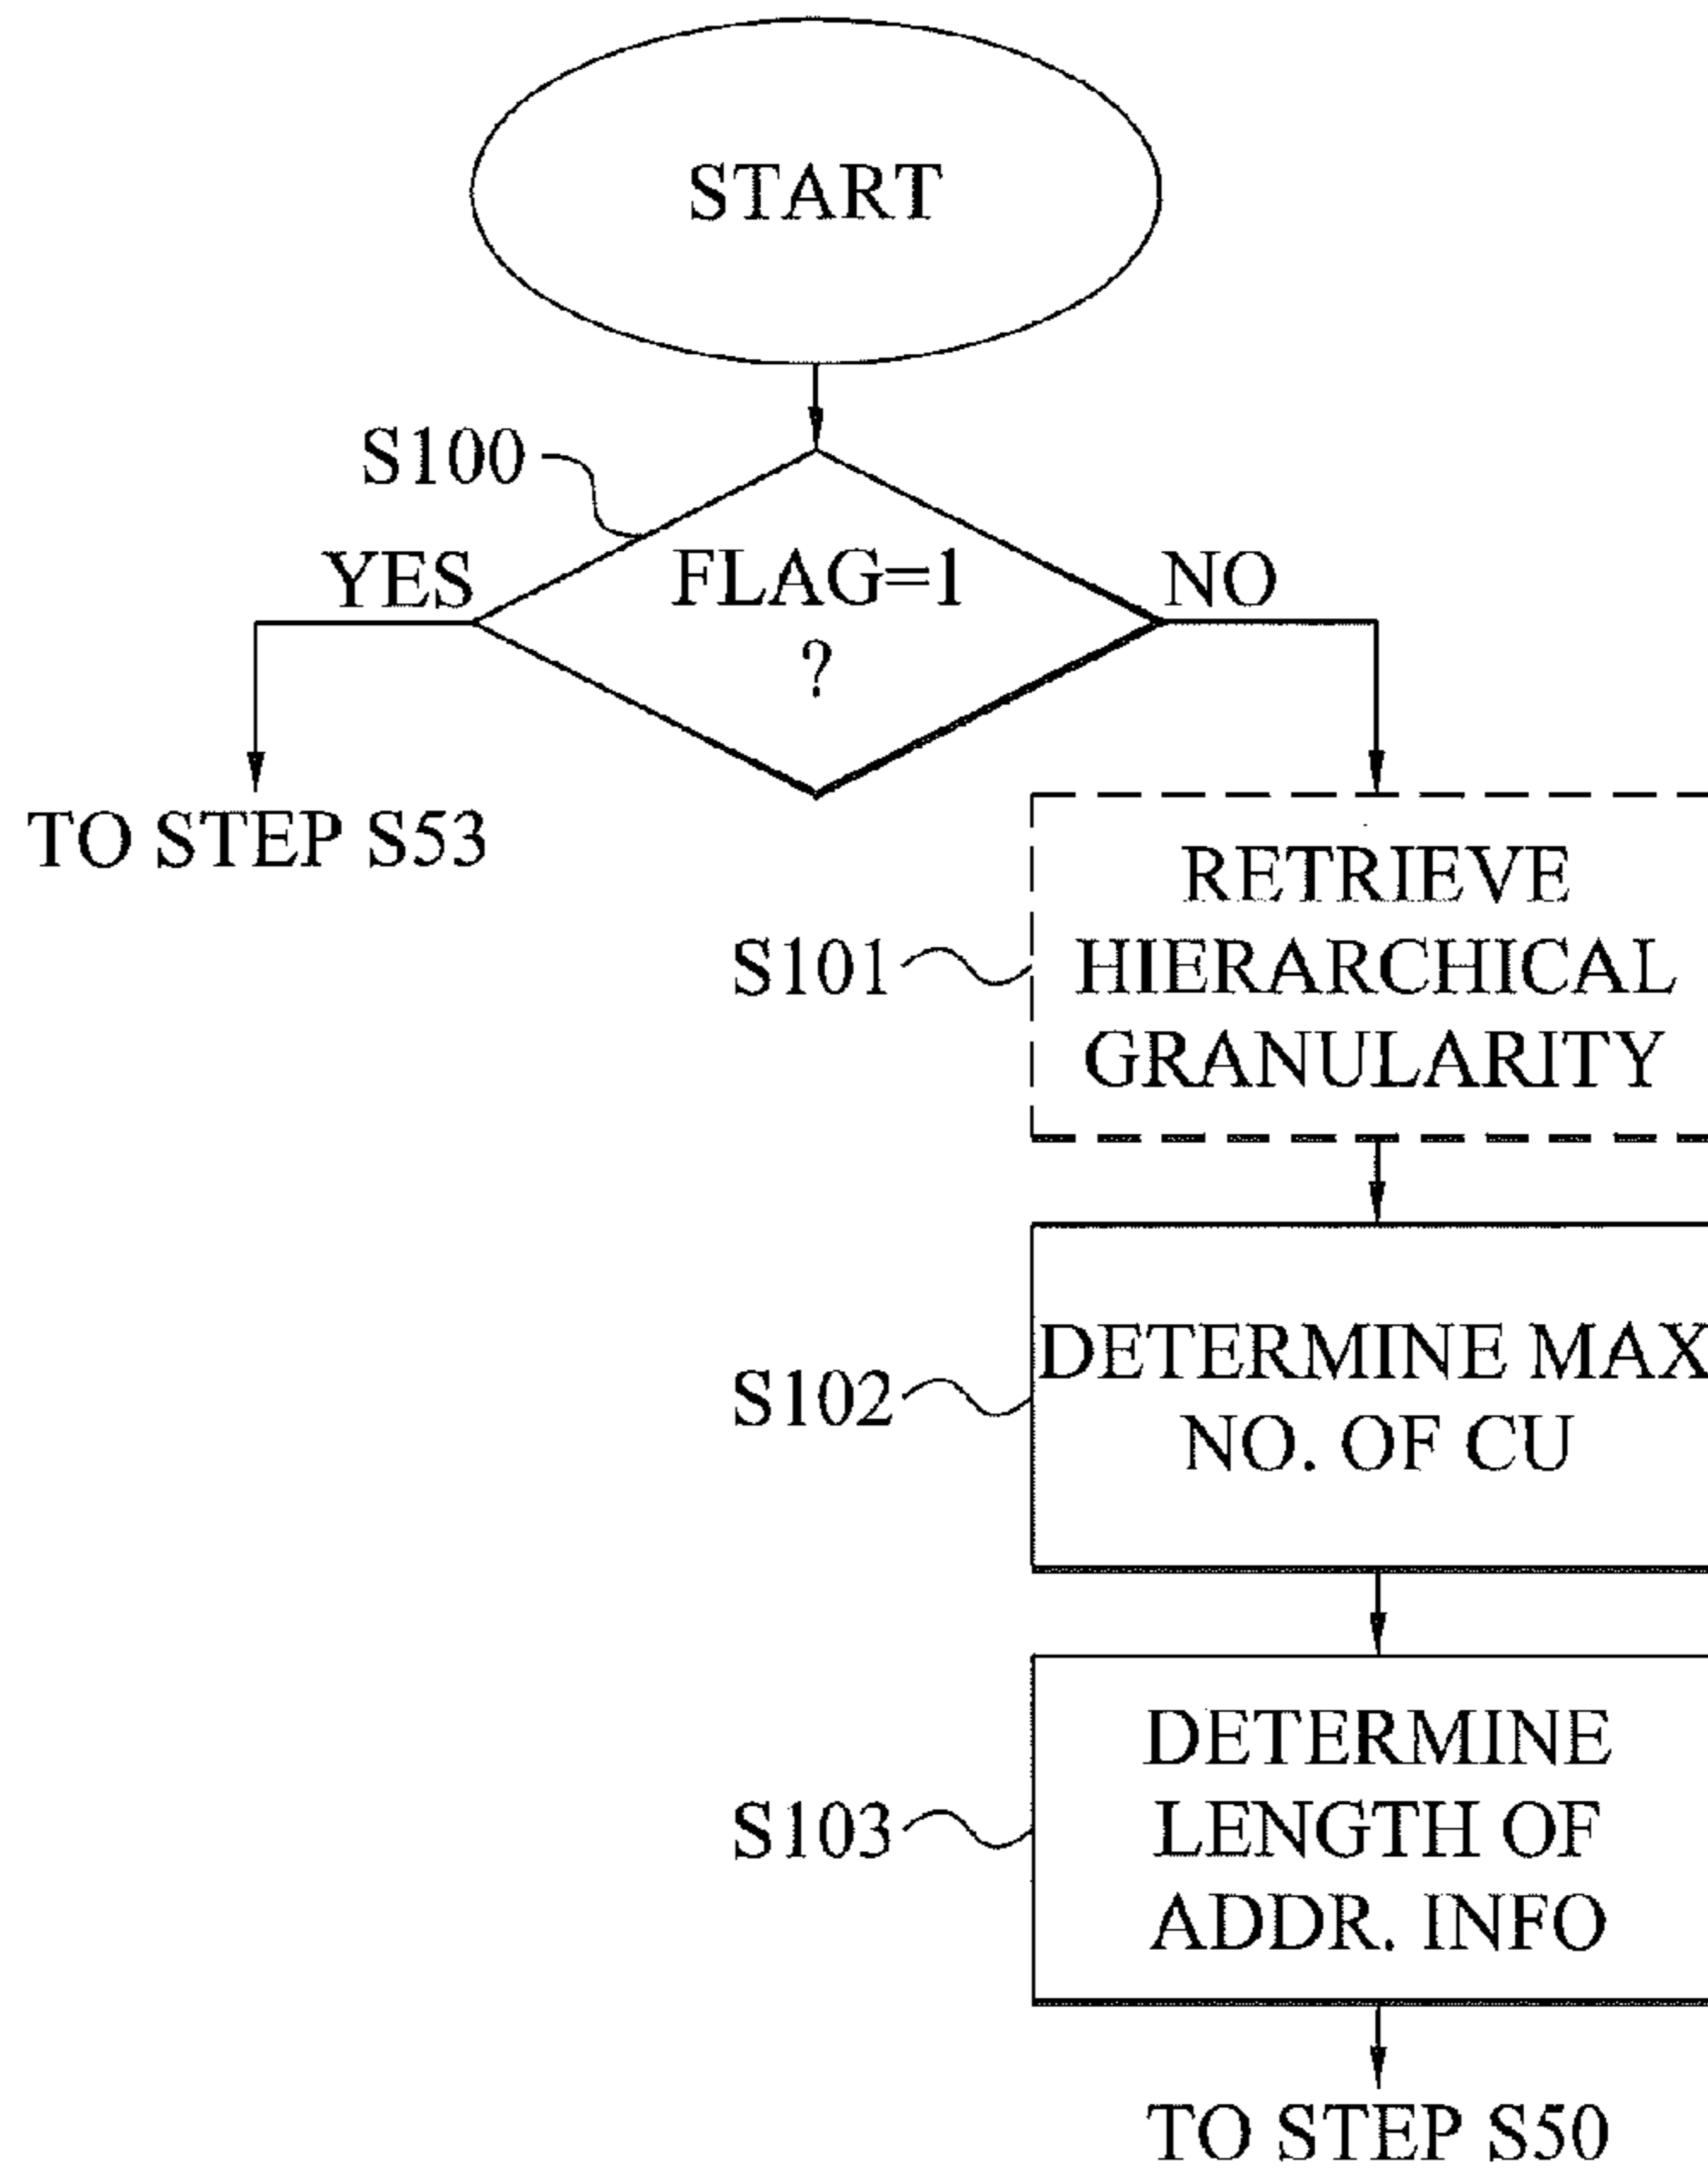 START
S100
YES
FLAG=1
?
NO
TO STEP S53
S101
RETRIEVE
HIERARCHICAL
GRANULARITY
S102
DETERMINE MAX
NO. OF CU
S103
DETERMINE
LENGTH OF
ADDR. INFO
TO STEP S50